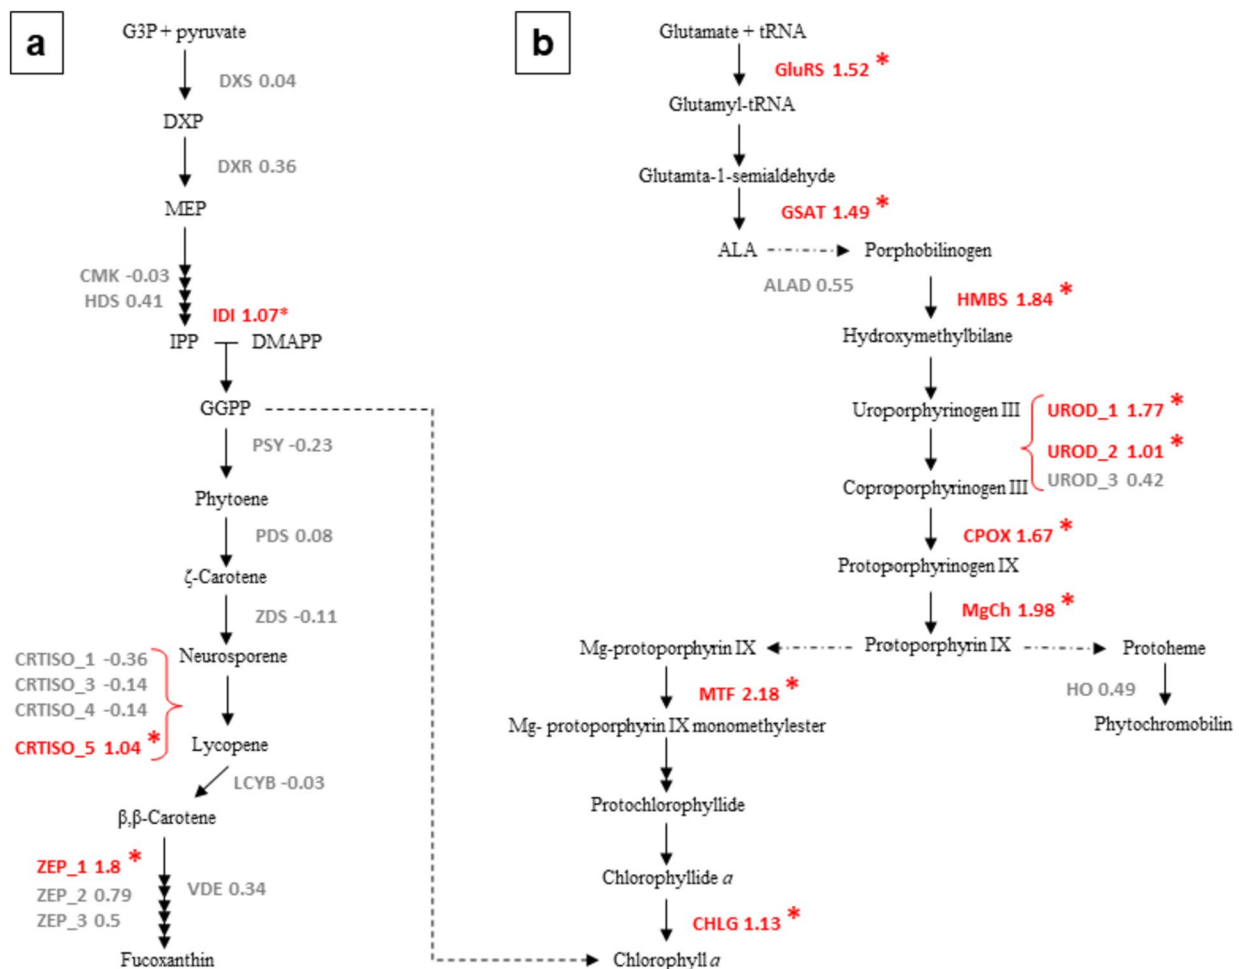 a
G3P + pyruvate
DXS 0.04
DXP
DXR 0.36
MEP
CMK -0.03
HDS 0.41
IDI 1.07*
IPP
DMAPP
GGPP
PSY -0.23
Phytoene
PDS 0.08
ζ-Carotene
ZDS -0.11
Neurosporene
CRTISO_1 -0.36
CRTISO_3 -0.14
CRTISO_4 -0.14
CRTISO_5 1.04 *
Lycopene
LCYB -0.03
β,β-Carotene
ZEP_1 1.8 *
ZEP_2 0.79
ZEP_3 0.5
VDE 0.34
Fucoxanthin
b
Glutamate + tRNA
GluRS 1.52 *
Glutamyl-tRNA
Glutamta-1-semialdehyde
GSAT 1.49 *
ALA
Porphobilinogen
ALAD 0.55
HMBS 1.84 *
Hydroxymethylbilane
Uroporphyrinogen III
UROD_1 1.77 *
UROD_2 1.01 *
UROD_3 0.42
Coproporphyrinogen III
CPOX 1.67 *
Protoporphyrinogen IX
MgCh 1.98 *
Mg-protoporphyrin IX
Protoporphyrin IX
Protoheme
MTF 2.18 *
HO 0.49
Mg- protoporphyrin IX monomethylester
Phytochromobilin
Protochlorophyllide
Chlorophyllide a
CHLG 1.13 *
Chlorophyll a